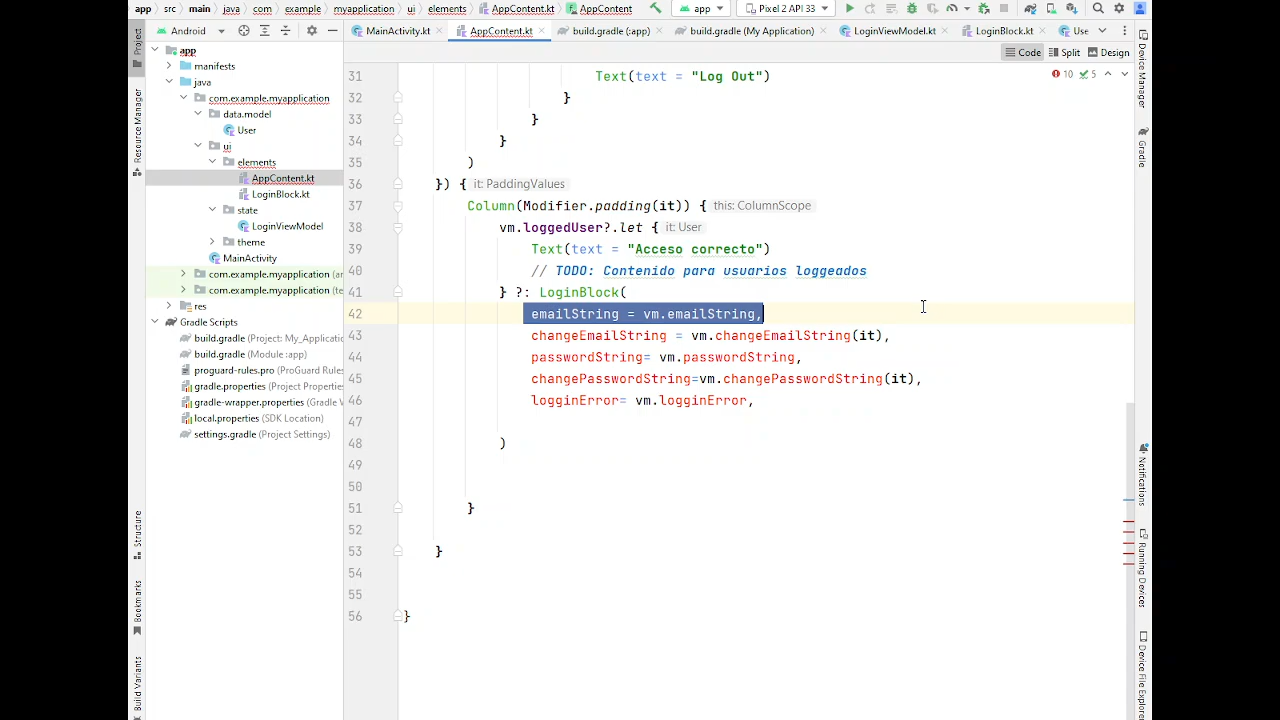 app src main java com example myapplication ui elements AppContent.kt AppContent app Pixel 2 API 33
Project Android MainActivity.kt AppContent.kt build.gradle (:app) build.gradle (My Application) LoginViewModel.kt LoginBlock.kt Use
app
manifests
java
com.example.myapplication
data.model
User
ui
elements
AppContent.kt
LoginBlock.kt
state
LoginViewModel
theme
MainActivity
com.example.myapplication (
com.example.myapplication (
res
Gradle Scripts
build.gradle (Project: My_Applicatio
build.gradle (Module :app)
proguard-rules.pro (ProGuard Rules
gradle.properties (Project Properties
gradle-wrapper.properties (Gradle V
local.properties (SDK Location)
settings.gradle (Project Settings)
Resource Manager
Structure
Bookmarks
Build Variants
Code Split Design
10 5
31 Text(text = "Log Out")
32 }
33 }
34 }
35 )
36 }) { it: PaddingValues
37 Column(Modifier.padding(it)) { this: ColumnScope
38 vm.loggedUser?.let { it: User
39 Text(text = "Acceso correcto")
40 // TODO: Contenido para usuarios loggeados
41 } ?: LoginBlock(
42 emailString = vm.emailString,
43 changeEmailString = vm.changeEmailString(it),
44 passwordString= vm.passwordString,
45 changePasswordString=vm.changePasswordString(it),
46 logginError= vm.logginError,
47
48 )
49
50
51 }
52
53 }
54
55
56 }
Device Manager
Gradle
Notifications
Running Devices
Device File Explorer